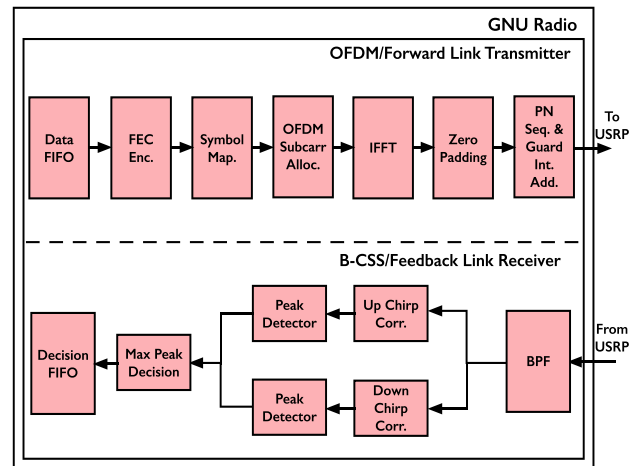 GNU Radio
OFDM/Forward Link Transmitter
Data
FIFO
FEC
Enc.
Symbol
Map.
OFDM
Subcarr
Alloc.
IFFT
Zero
Padding
PN
Seq. &
Guard
Int.
Add.
To
USRP
B-CSS/Feedback Link Receiver
Decision
FIFO
Max Peak
Decision
Peak
Detector
Up Chirp
Corr.
Peak
Detector
Down
Chirp
Corr.
BPF
From
USRP